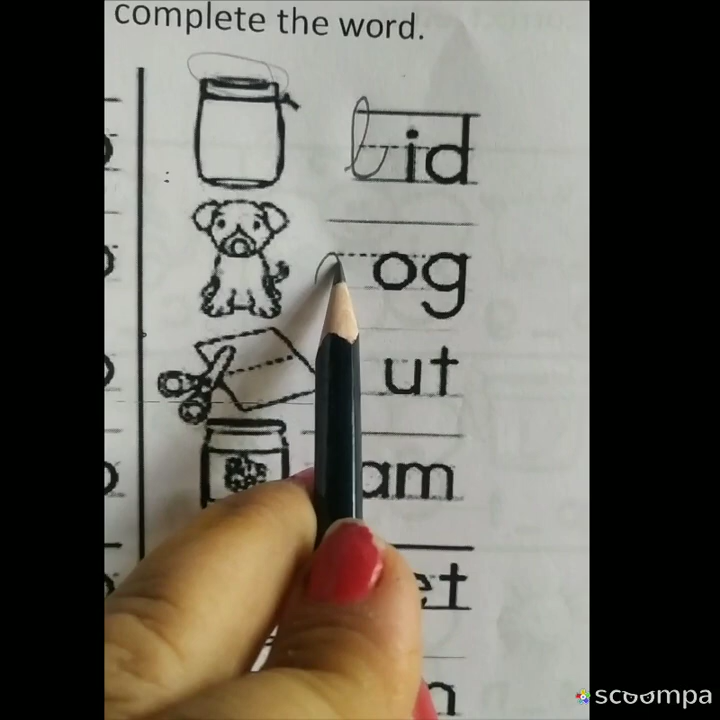 complete the word.
lid
og
ut
am
et
n
scoompa